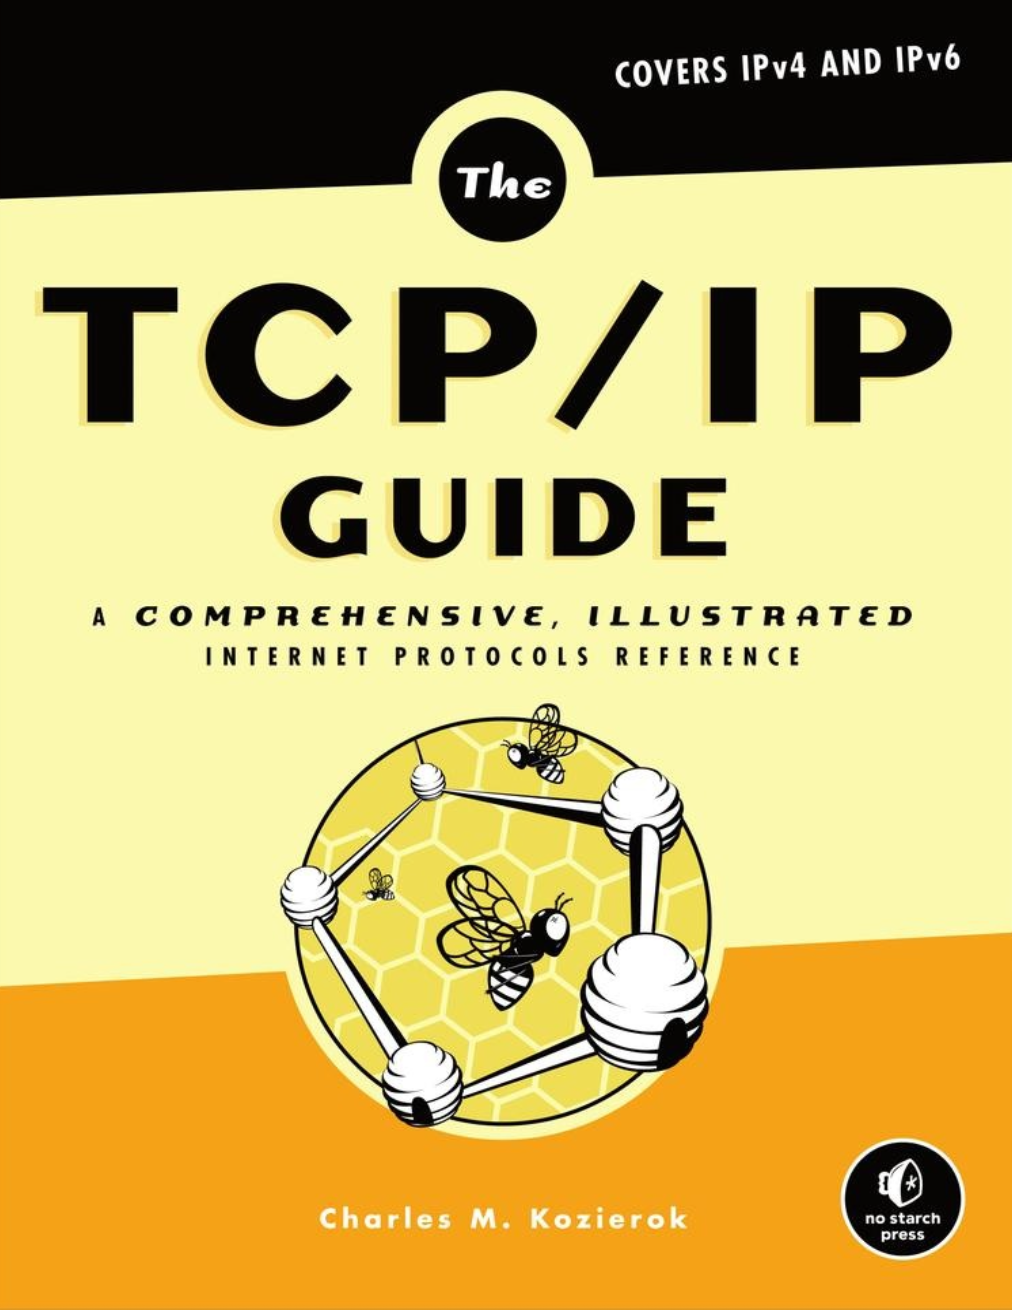 COVERS IPv4 AND IPv6
The
TCP/IP
GUIDE
A COMPREHENSIVE, ILLUSTRATED
INTERNET PROTOCOLS REFERENCE
Charles M. Kozierok
no starch
press